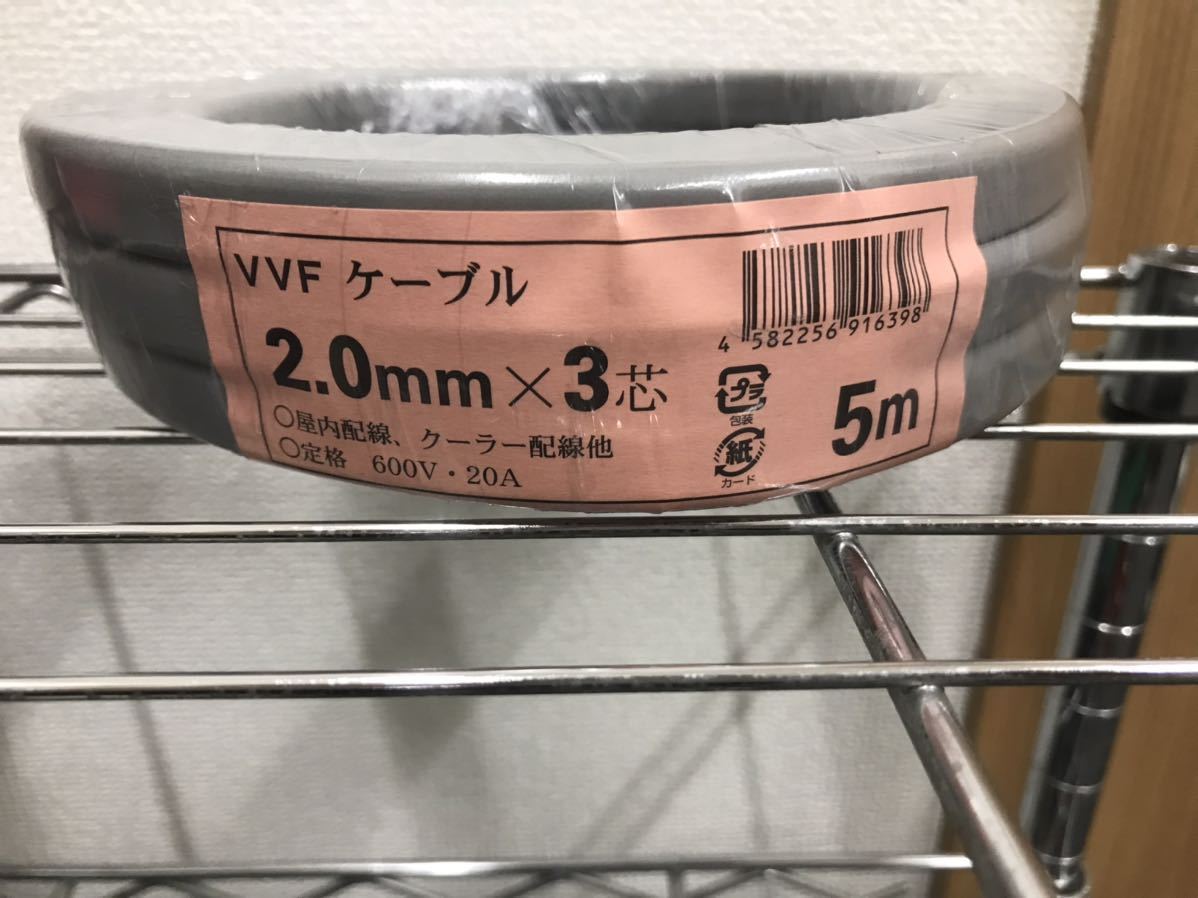 VVF ケーブル
2.0mm×3芯
○屋内配線、クーラー配線他
○定格 600V・20A
4 582256 916398
プラ
包装
紙
カード
5m